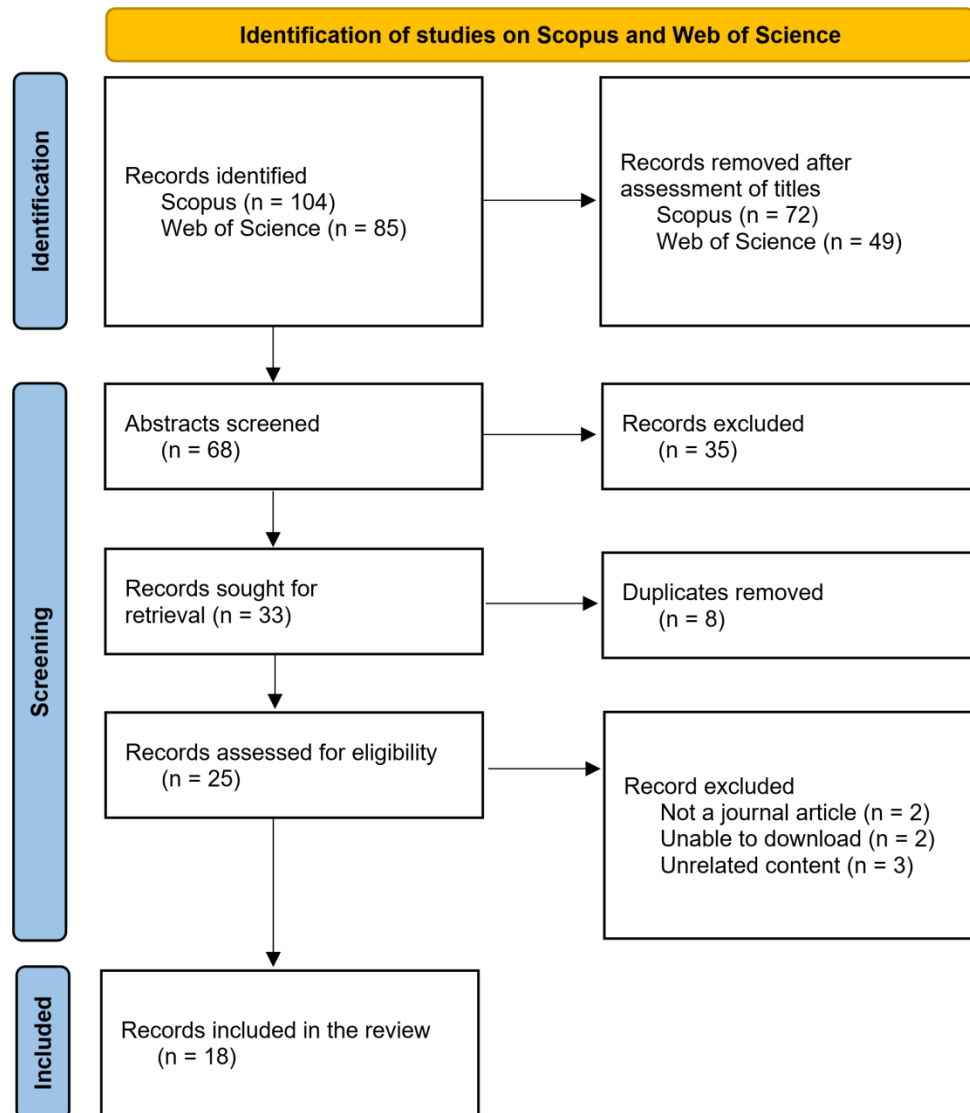 Identification of studies on Scopus and Web of Science
Identification
Records identified
Scopus (n = 104)
Web of Science (n = 85)
Records removed after
assessment of titles
Scopus (n = 72)
Web of Science (n = 49)
Screening
Abstracts screened
(n = 68)
Records excluded
(n = 35)
Records sought for
retrieval (n = 33)
Duplicates removed
(n = 8)
Records assessed for eligibility
(n = 25)
Record excluded
Not a journal article (n = 2)
Unable to download (n = 2)
Unrelated content (n = 3)
Included
Records included in the review
(n = 18)